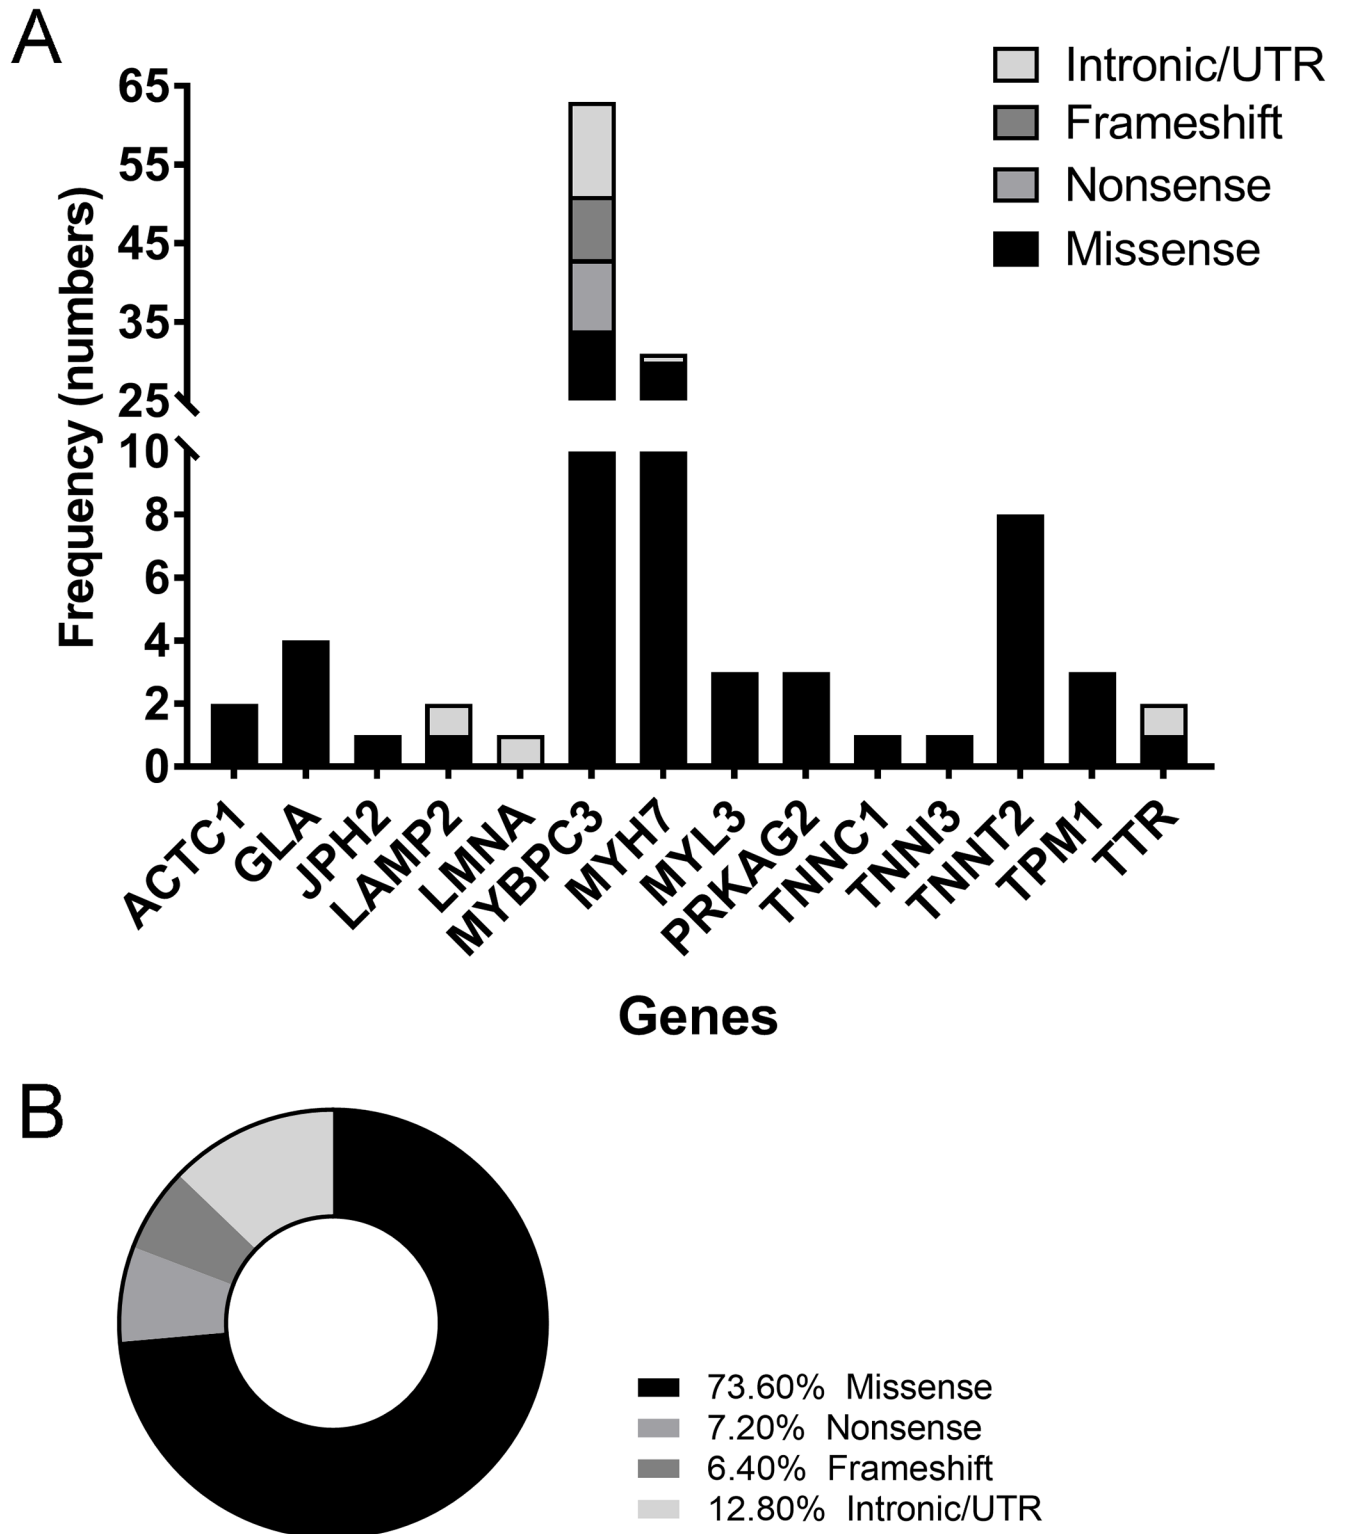 A
Intronic/UTR
Frameshift
Nonsense
Missense
Frequency (numbers)
65
55
45
35
25
10
8
6
4
2
0
ACTC1
GLA
JPH2
LAMP2
LMNA
MYBPC3
MYH7
MYL3
PRKAG2
TNNC1
TNNI3
TNNT2
TPM1
TTR
Genes
B
73.60% Missense
7.20% Nonsense
6.40% Frameshift
12.80% Intronic/UTR